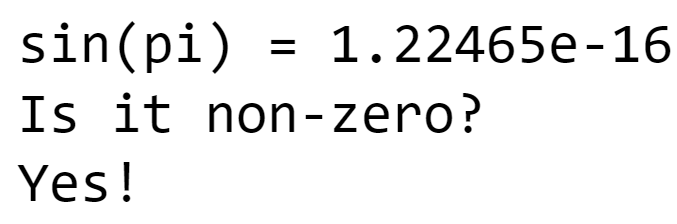 sin(pi) = 1.22465e-16
Is it non-zero?
Yes!